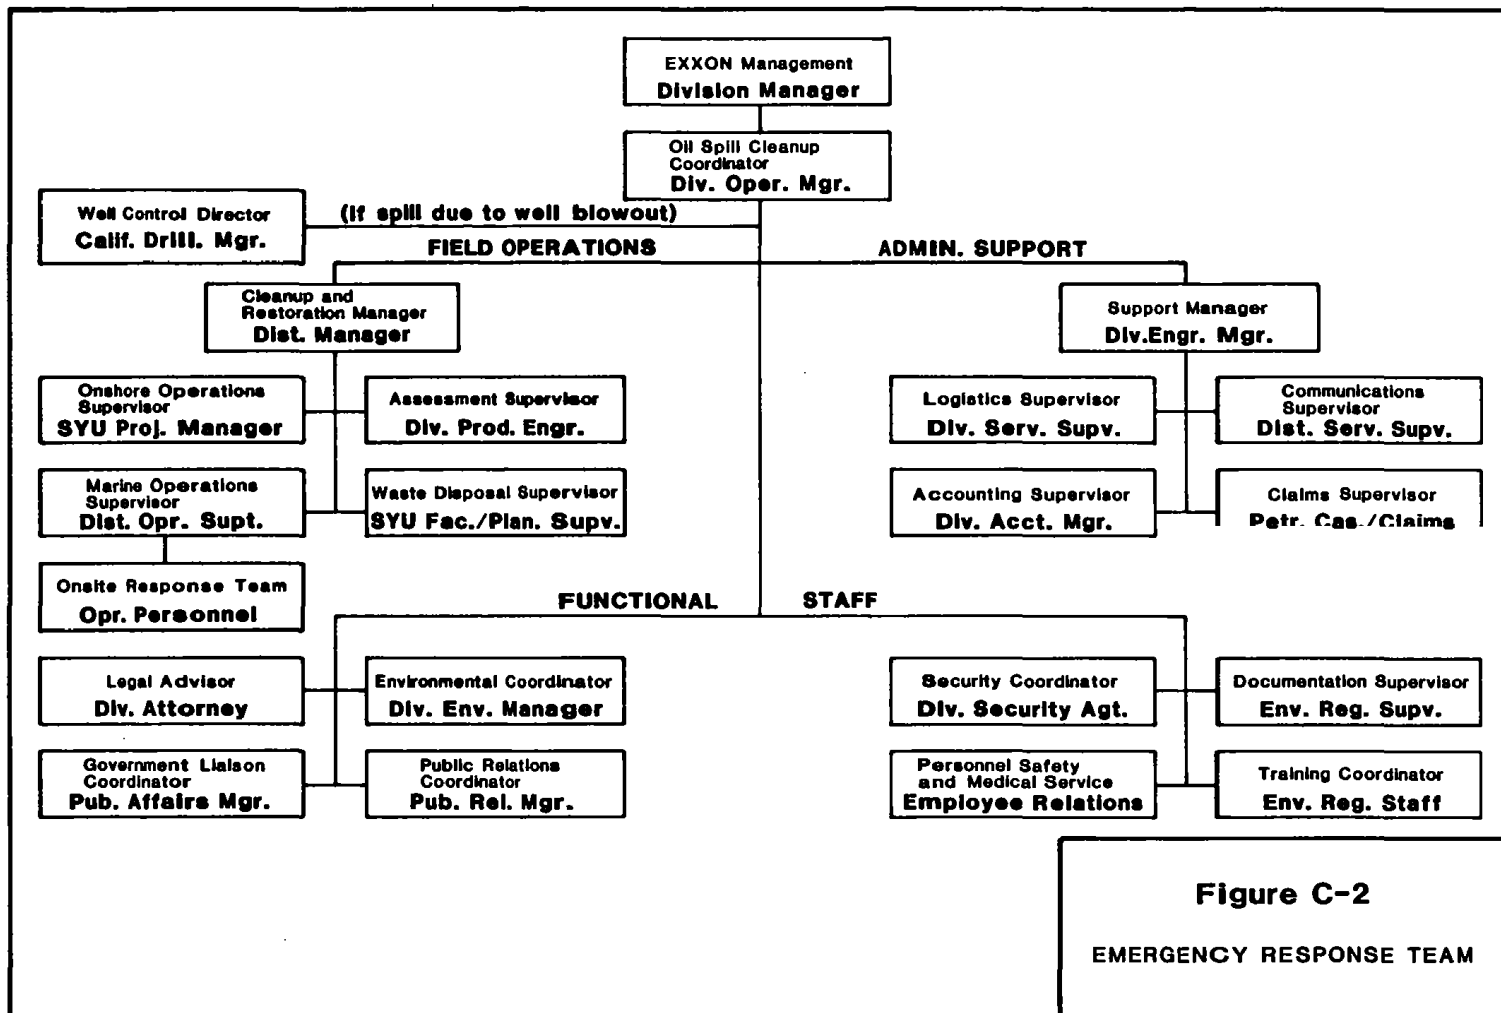 EXXON Management
Division Manager
Oil Spill Cleanup
Coordinator
Div. Oper. Mgr.
Well Control Director
Calif. Drill. Mgr.
(If spill due to well blowout)
FIELD OPERATIONS
ADMIN. SUPPORT
Cleanup and
Restoration Manager
Dist. Manager
Support Manager
Div.Engr. Mgr.
Onshore Operations
Supervisor
SYU Proj. Manager
Assessment Supervisor
Div. Prod. Engr.
Logistics Supervisor
Div. Serv. Supv.
Communications
Supervisor
Dist. Serv. Supv.
Marine Operations
Supervisor
Dist. Opr. Supt.
Waste Disposal Supervisor
SYU Fac./Plan. Supv.
Accounting Supervisor
Div. Acct. Mgr.
Claims Supervisor
Petr. Cas./Claims
Onsite Response Team
Opr. Personnel
FUNCTIONAL STAFF
Legal Advisor
Div. Attorney
Environmental Coordinator
Div. Env. Manager
Security Coordinator
Div. Security Agt.
Documentation Supervisor
Env. Reg. Supv.
Government Liaison
Coordinator
Pub. Affairs Mgr.
Public Relations
Coordinator
Pub. Rel. Mgr.
Personnel Safety
and Medical Service
Employee Relations
Training Coordinator
Env. Reg. Staff
Figure C-2
EMERGENCY RESPONSE TEAM